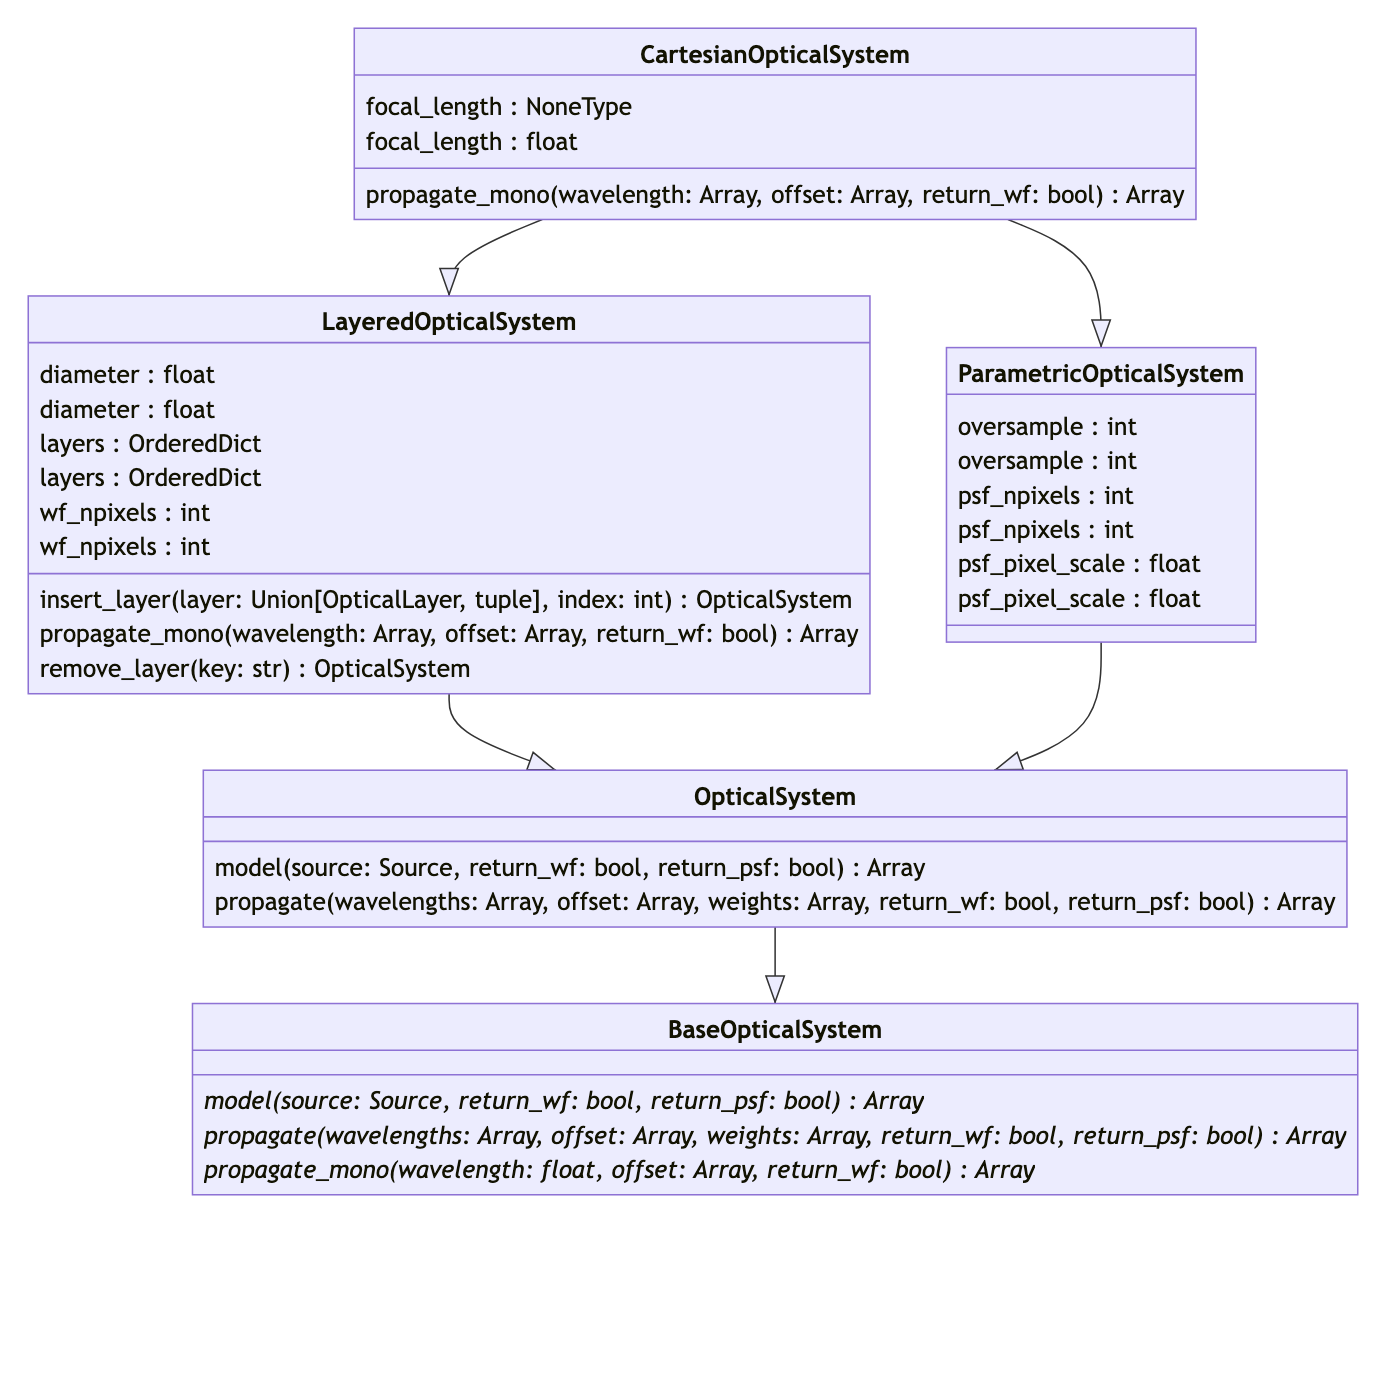 CartesianOpticalSystem
focal_length : NoneType
focal_length : float
propagate_mono(wavelength: Array, offset: Array, return_wf: bool) : Array
LayeredOpticalSystem
diameter : float
diameter : float
layers : OrderedDict
layers : OrderedDict
wf_npixels : int
wf_npixels : int
insert_layer(layer: Union[OpticalLayer, tuple], index: int) : OpticalSystem
propagate_mono(wavelength: Array, offset: Array, return_wf: bool) : Array
remove_layer(key: str) : OpticalSystem
ParametricOpticalSystem
oversample : int
oversample : int
psf_npixels : int
psf_npixels : int
psf_pixel_scale : float
psf_pixel_scale : float
OpticalSystem
model(source: Source, return_wf: bool, return_psf: bool) : Array
propagate(wavelengths: Array, offset: Array, weights: Array, return_wf: bool, return_psf: bool) : Array
BaseOpticalSystem
model(source: Source, return_wf: bool, return_psf: bool) : Array
propagate(wavelengths: Array, offset: Array, weights: Array, return_wf: bool, return_psf: bool) : Array
propagate_mono(wavelength: float, offset: Array, return_wf: bool) : Array